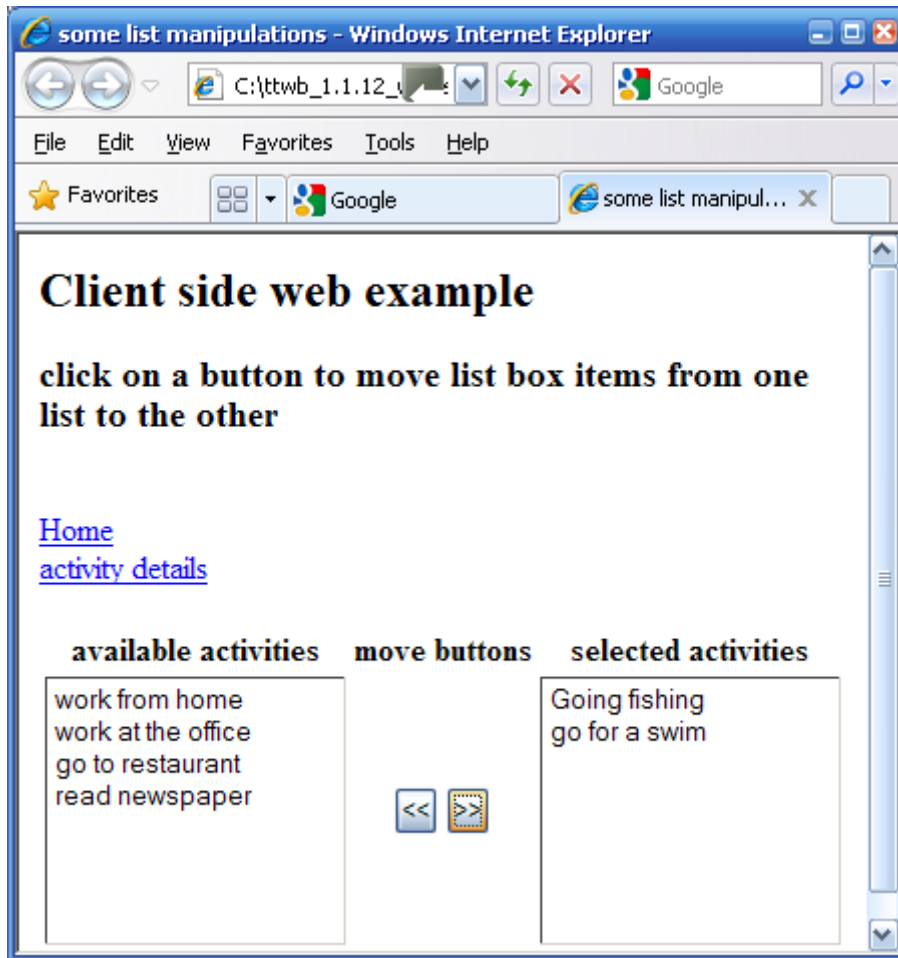 some list manipulations - Windows Internet Explorer
C:\ttwb_1.1.12_
Google
File Edit View Favorites Tools Help
Favorites Google some list manipul...
Client side web example
click on a button to move list box items from one
list to the other
Home
activity details
available activities move buttons selected activities
work from home Going fishing
work at the office go for a swim
go to restaurant
read newspaper
<< >>